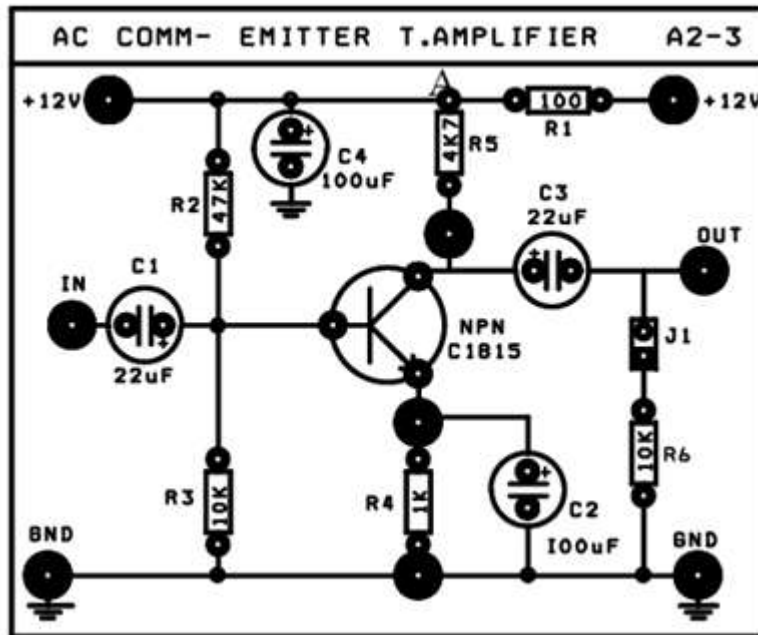 AC COMM- EMITTER T.AMPLIFIER A2-3
A
+12V
100
+12V
R1
4K7
R5
C4
100uF
R2
47K
C3
22uF
OUT
C1
IN
NPN
C1815
J1
22uF
R3
10K
R4
1K
10K
R6
C2
100uF
GND
GND